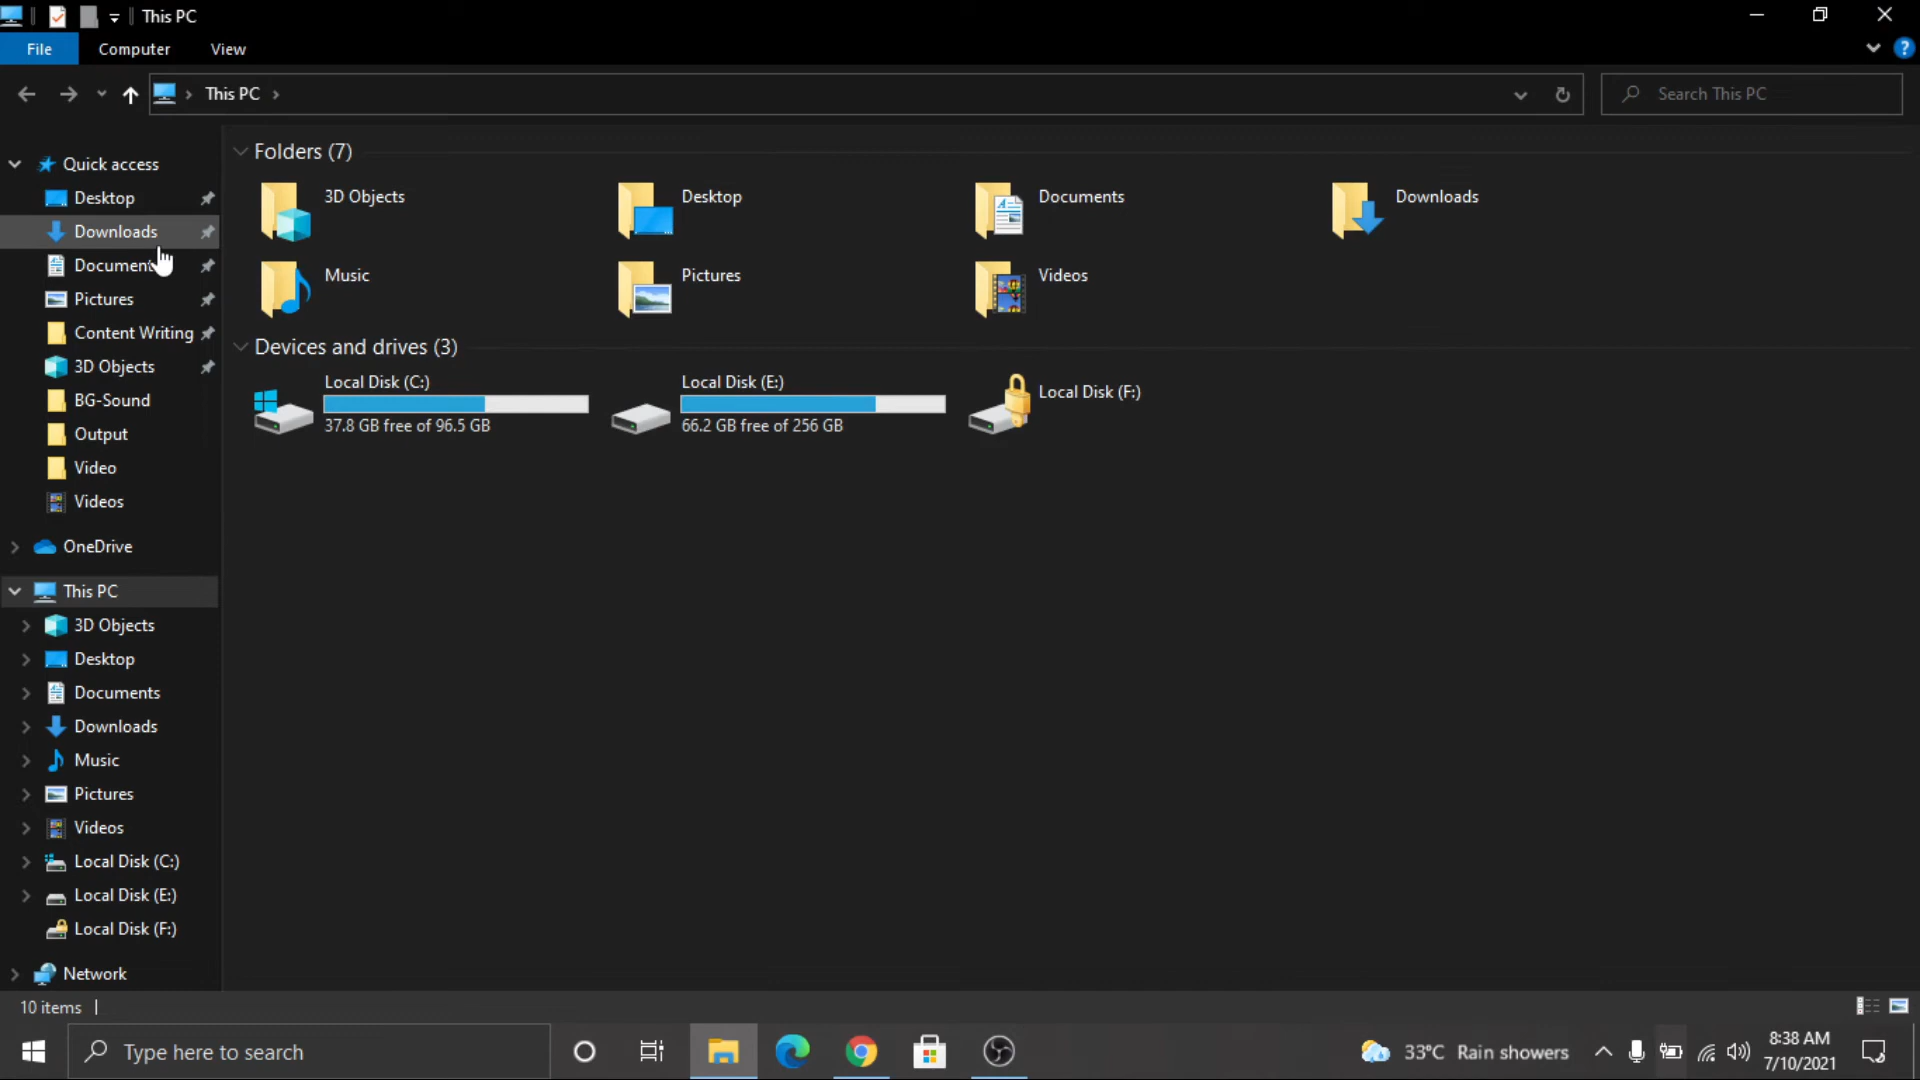 This PC
File Computer View
This PC
Search This PC
Quick access
Desktop
Downloads
Document
Pictures
Content Writing
3D Objects
BG-Sound
Output
Video
Videos
OneDrive
This PC
3D Objects
Desktop
Documents
Downloads
Music
Pictures
Videos
Local Disk (C:)
Local Disk (E:)
Local Disk (F:)
Network
Folders (7)
3D Objects Desktop Documents Downloads
Music Pictures Videos
Devices and drives (3)
Local Disk (C:)
37.8 GB free of 96.5 GB
Local Disk (E:)
66.2 GB free of 256 GB
Local Disk (F:)
10 items
Type here to search
33°C Rain showers
8:38 AM
7/10/2021